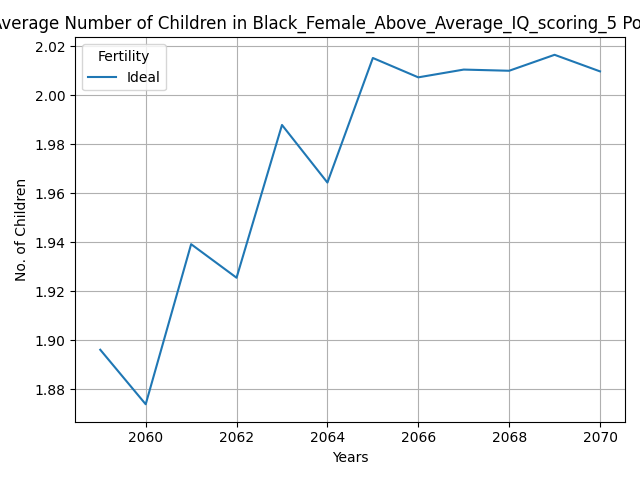 Average Number of Children in Black_Female_Above_Average_IQ_scoring_5 Po
Fertility
Ideal
2.02
2.00
1.98
1.96
1.94
1.92
1.90
1.88
No. of Children
2060 2062 2064 2066 2068 2070
Years